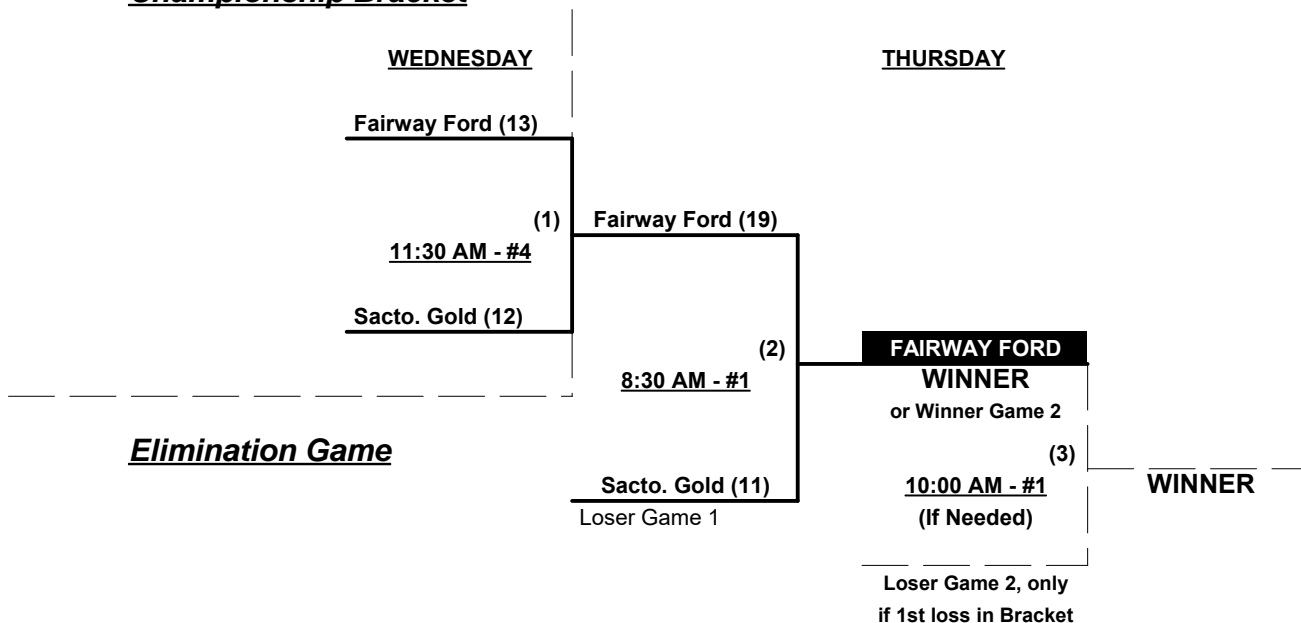 Championship Bracket
WEDNESDAY
THURSDAY
Fairway Ford (13)
(1)
Fairway Ford (19)
11:30 AM - #4
Sacto. Gold (12)
(2)
FAIRWAY FORD
8:30 AM - #1
WINNER
or Winner Game 2
Elimination Game
(3)
Sacto. Gold (11)
10:00 AM - #1
WINNER
Loser Game 1
(If Needed)
Loser Game 2, only
if 1st loss in Bracket